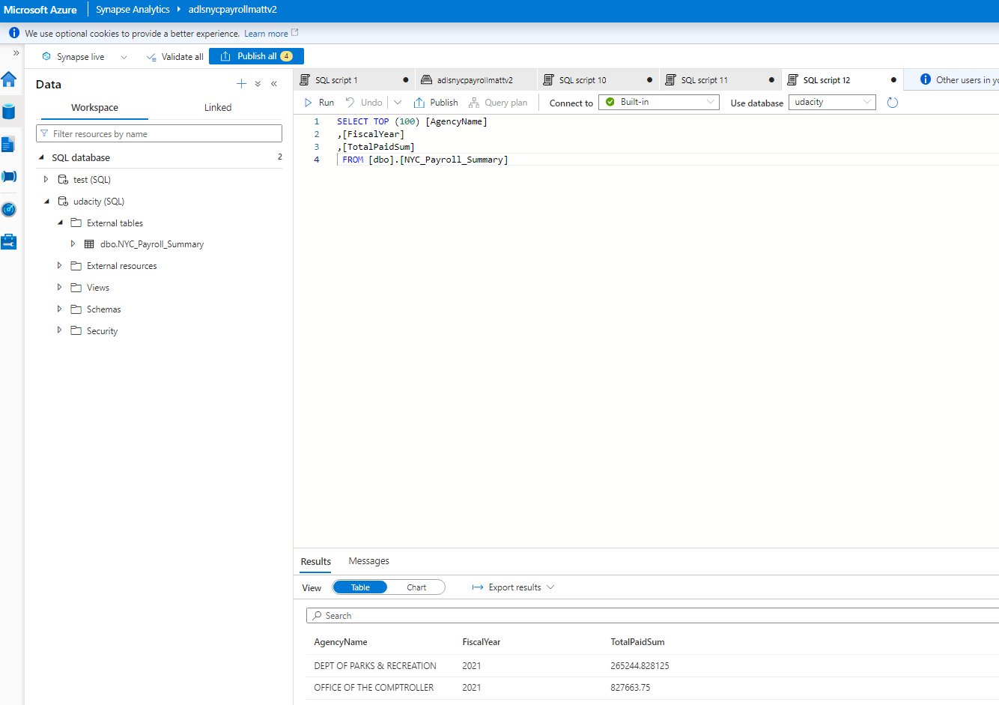 Microsoft Azure Synapse Analytics adlsnycpayrollmattv2
We use optional cookies to provide a better experience. Learn more
Synapse live Validate all Publish all 4
Data
Workspace Linked
Filter resources by name
SQL database 2
test (SQL)
udacity (SQL)
External tables
dbo.NYC_Payroll_Summary
External resources
Views
Schemas
Security
SQL script 1 adlsnycpayrollmattv2 SQL script 10 SQL script 11 SQL script 12 Other users in yo
Run Undo Publish Query plan Connect to Built-in Use database udacity
1 SELECT TOP (100) [AgencyName]
2 ,[FiscalYear]
3 ,[TotalPaidSum]
4 FROM [dbo].[NYC_Payroll_Summary]
Results Messages
View Table Chart Export results
Search
AgencyName FiscalYear TotalPaidSum
DEPT OF PARKS & RECREATION 2021 265244.828125
OFFICE OF THE COMPTROLLER 2021 827663.75